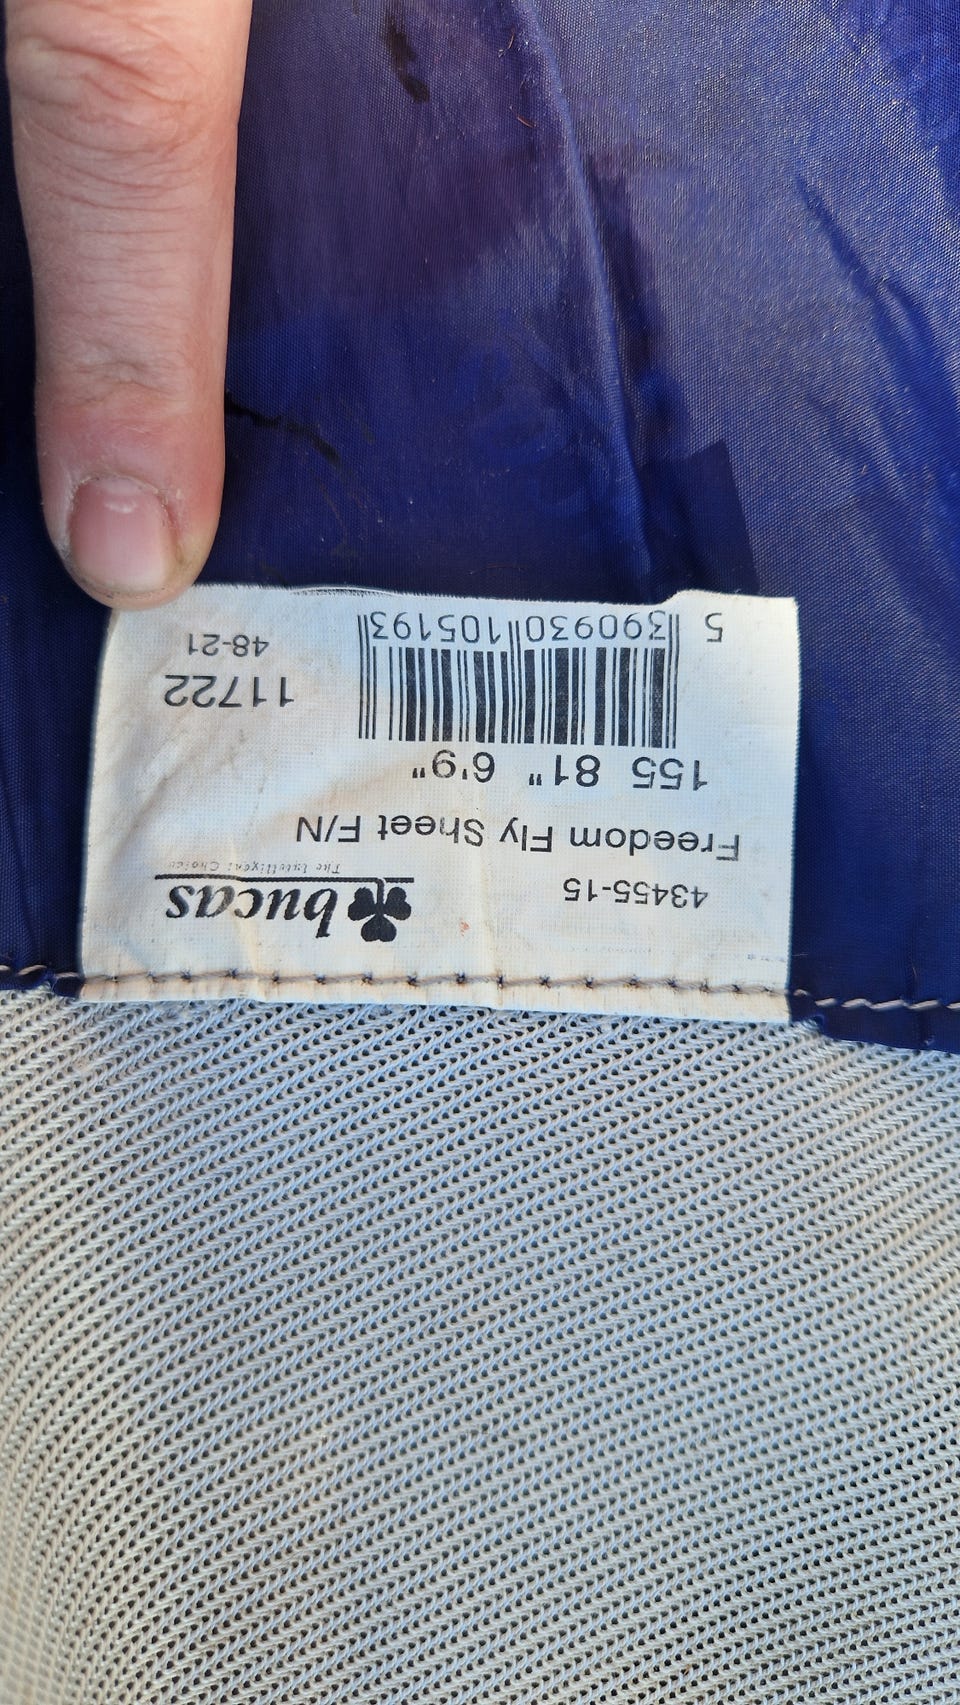 43455-15
bucas
The Intelligent Choice
Freedom Fly Sheet F/N
155 81" 6'9"
11722
48-21
5 390930 105193